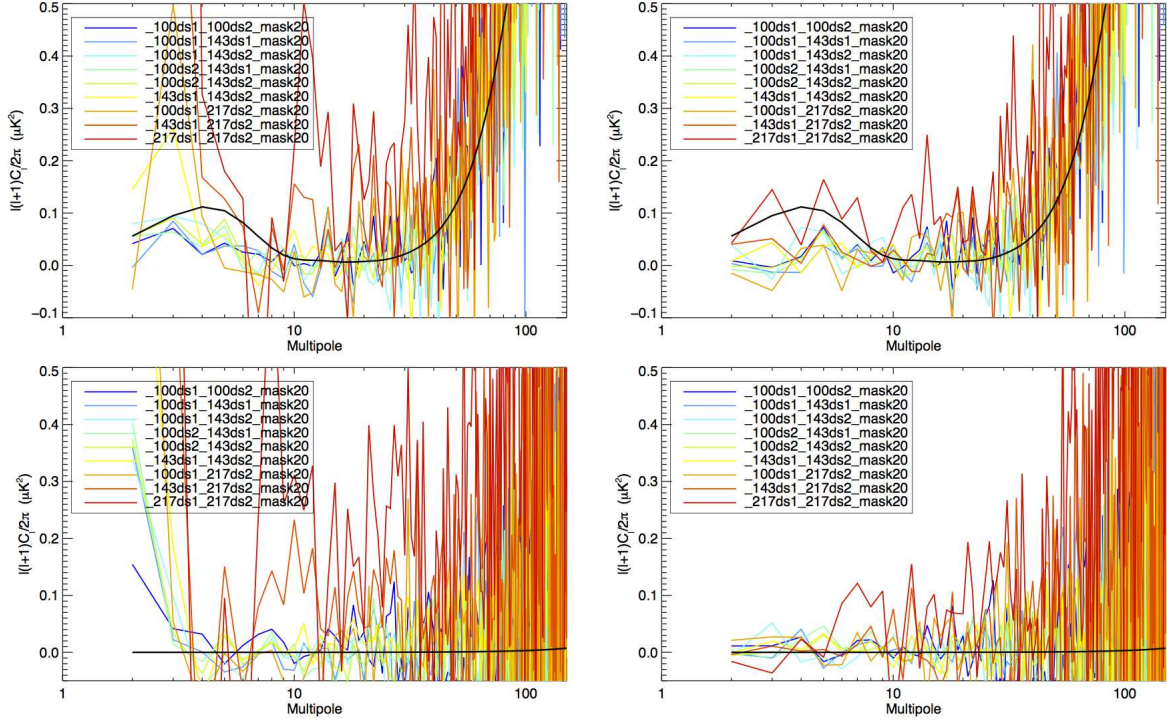 0.5
0.4
0.3
0.2
0.1
0.0
−0.1
l(l+1)C_l/2π (μK²)
_100ds1_100ds2_mask20
_100ds1_143ds1_mask20
_100ds1_143ds2_mask20
_100ds2_143ds1_mask20
_100ds2_143ds2_mask20
_143ds1_143ds2_mask20
_100ds1_217ds2_mask20
_143ds1_217ds2_mask20
_217ds1_217ds2_mask20
1
10
100
Multipole
0.5
0.4
0.3
0.2
0.1
0.0
−0.1
l(l+1)C_l/2π (μK²)
_100ds1_100ds2_mask20
_100ds1_143ds1_mask20
_100ds1_143ds2_mask20
_100ds2_143ds1_mask20
_100ds2_143ds2_mask20
_143ds1_143ds2_mask20
_100ds1_217ds2_mask20
_143ds1_217ds2_mask20
_217ds1_217ds2_mask20
1
10
100
Multipole
0.5
0.4
0.3
0.2
0.1
0.0
l(l+1)C_l/2π (μK²)
_100ds1_100ds2_mask20
_100ds1_143ds1_mask20
_100ds1_143ds2_mask20
_100ds2_143ds1_mask20
_100ds2_143ds2_mask20
_143ds1_143ds2_mask20
_100ds1_217ds2_mask20
_143ds1_217ds2_mask20
_217ds1_217ds2_mask20
1
10
100
Multipole
0.5
0.4
0.3
0.2
0.1
0.0
l(l+1)C_l/2π (μK²)
_100ds1_100ds2_mask20
_100ds1_143ds1_mask20
_100ds1_143ds2_mask20
_100ds2_143ds1_mask20
_100ds2_143ds2_mask20
_143ds1_143ds2_mask20
_100ds1_217ds2_mask20
_143ds1_217ds2_mask20
_217ds1_217ds2_mask20
1
10
100
Multipole